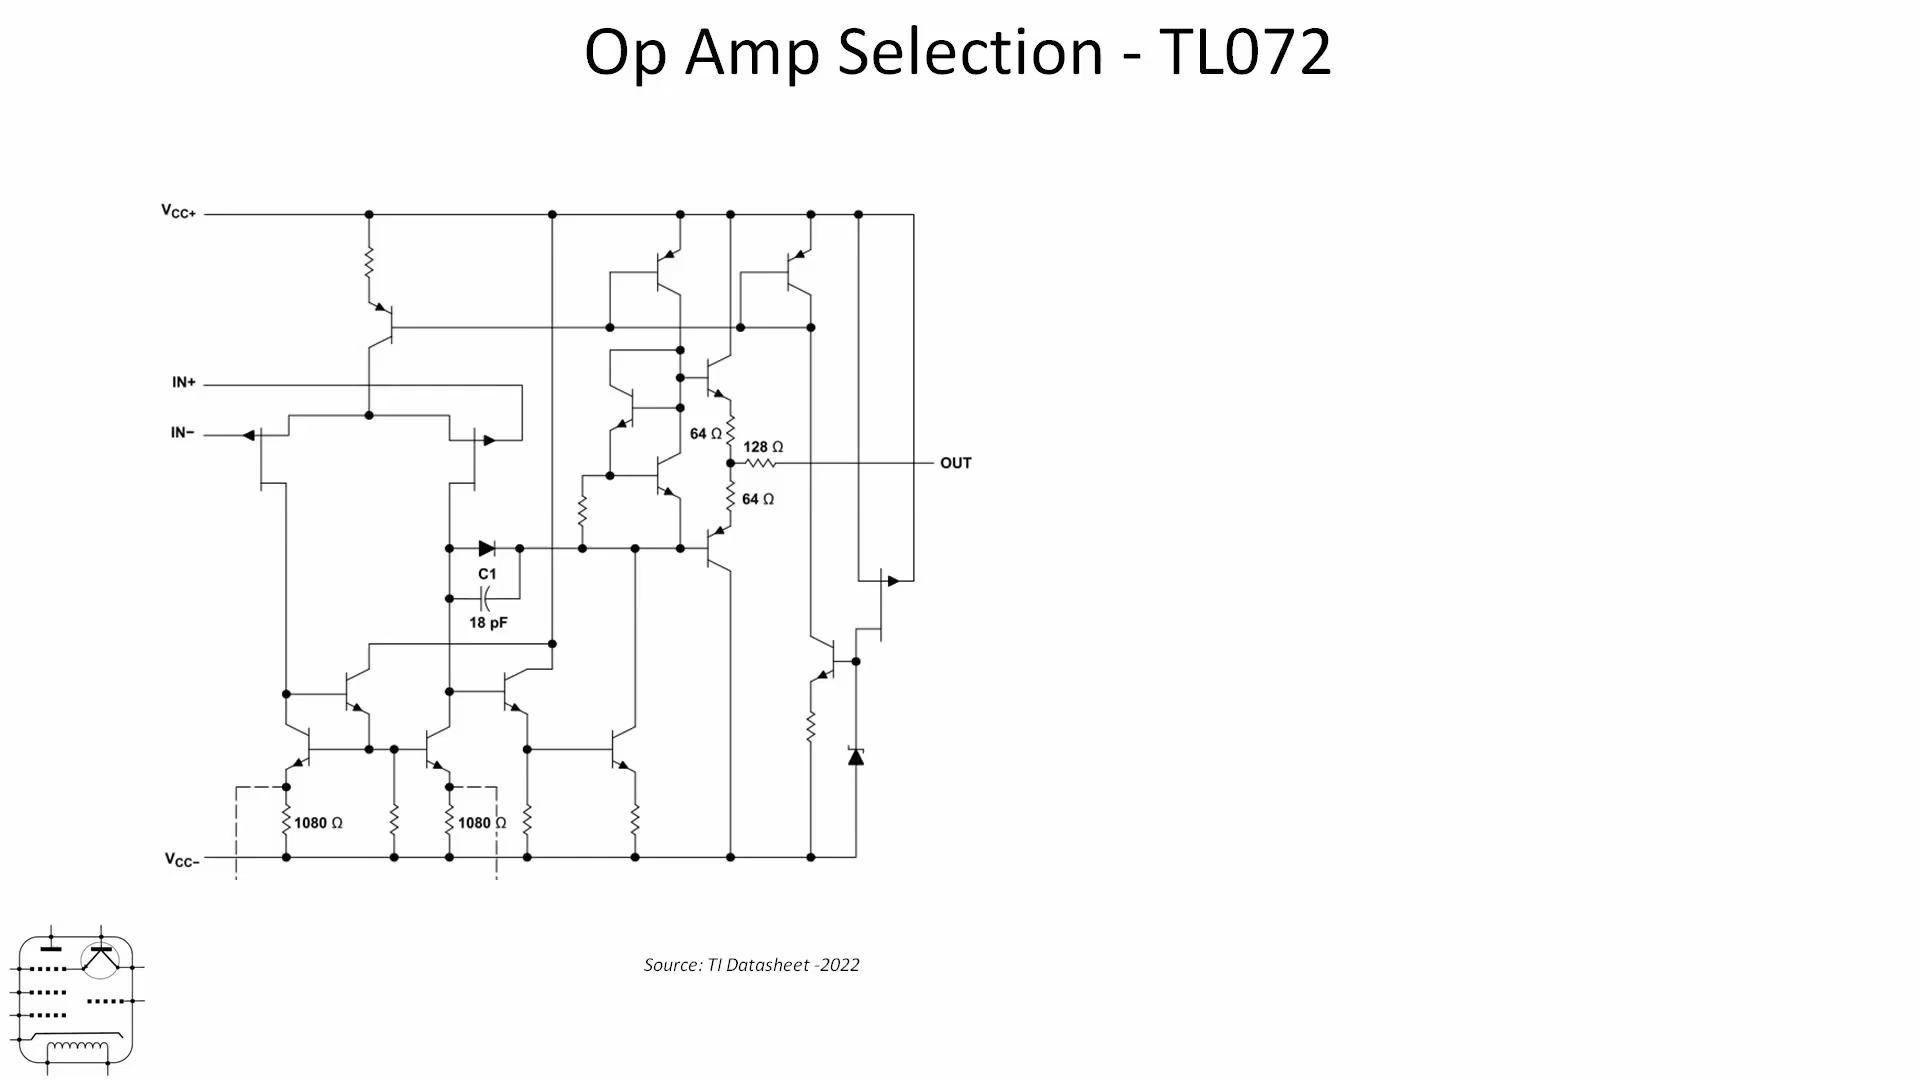 Op Amp Selection - TL072
VCC+
IN+
IN−
64 Ω
128 Ω
OUT
64 Ω
C1
18 pF
1080 Ω
1080 Ω
VCC−
Source: TI Datasheet -2022